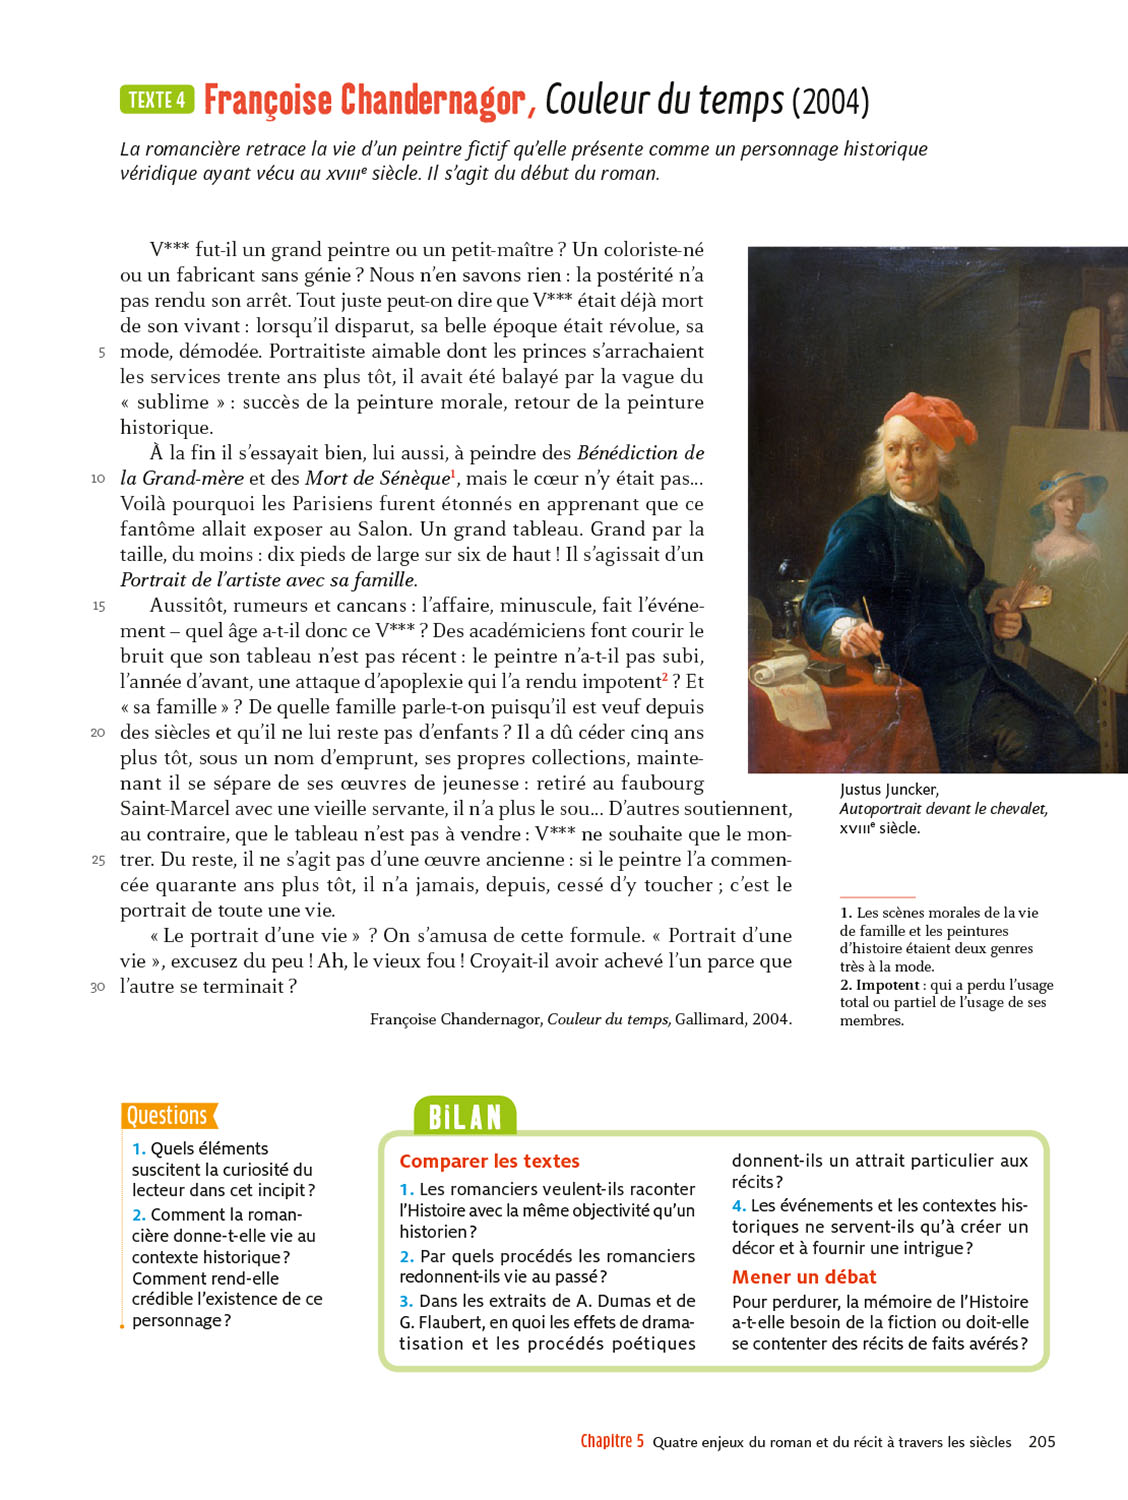 TEXTE 4 Françoise Chandernagor, Couleur du temps (2004)
La romancière retrace la vie d'un peintre fictif qu'elle présente comme un personnage historique
véridique ayant vécu au XVIIIe siècle. Il s'agit du début du roman.
V*** fut-il un grand peintre ou un petit-maître ? Un coloriste-né
ou un fabricant sans génie ? Nous n'en savons rien : la postérité n'a
pas rendu son arrêt. Tout juste peut-on dire que V*** était déjà mort
de son vivant : lorsqu'il disparut, sa belle époque était révolue, sa
5 mode, démodée. Portraitiste aimable dont les princes s'arrachaient
les services trente ans plus tôt, il avait été balayé par la vague du
« sublime » : succès de la peinture morale, retour de la peinture
historique.
À la fin il s'essayait bien, lui aussi, à peindre des Bénédiction de
10 la Grand-mère et des Mort de Sénèque1, mais le cœur n'y était pas...
Voilà pourquoi les Parisiens furent étonnés en apprenant que ce
fantôme allait exposer au Salon. Un grand tableau. Grand par la
taille, du moins : dix pieds de large sur six de haut ! Il s'agissait d'un
Portrait de l'artiste avec sa famille.
15 Aussitôt, rumeurs et cancans : l'affaire, minuscule, fait l'événe-
ment – quel âge a-t-il donc ce V*** ? Des académiciens font courir le
bruit que son tableau n'est pas récent : le peintre n'a-t-il pas subi,
l'année d'avant, une attaque d'apoplexie qui l'a rendu impotent2 ? Et
« sa famille » ? De quelle famille parle-t-on puisqu'il est veuf depuis
20 des siècles et qu'il ne lui reste pas d'enfants ? Il a dû céder cinq ans
plus tôt, sous un nom d'emprunt, ses propres collections, mainte-
nant il se sépare de ses œuvres de jeunesse : retiré au faubourg
Saint-Marcel avec une vieille servante, il n'a plus le sou... D'autres soutiennent,
au contraire, que le tableau n'est pas à vendre : V*** ne souhaite que le mon-
25 trer. Du reste, il ne s'agit pas d'une œuvre ancienne : si le peintre l'a commen-
cée quarante ans plus tôt, il n'a jamais, depuis, cessé d'y toucher ; c'est le
portrait de toute une vie.
« Le portrait d'une vie » ? On s'amusa de cette formule. « Portrait d'une
vie », excusez du peu ! Ah, le vieux fou ! Croyait-il avoir achevé l'un parce que
30 l'autre se terminait ?
Françoise Chandernagor, Couleur du temps, Gallimard, 2004.
Justus Juncker,
Autoportrait devant le chevalet,
XVIIIe siècle.
1. Les scènes morales de la vie
de famille et les peintures
d'histoire étaient deux genres
très à la mode.
2. Impotent : qui a perdu l'usage
total ou partiel de l'usage de ses
membres.
Questions
1. Quels éléments
suscitent la curiosité du
lecteur dans cet incipit ?
2. Comment la roman-
cière donne-t-elle vie au
contexte historique ?
Comment rend-elle
crédible l'existence de ce
personnage ?
BiLAN
Comparer les textes
1. Les romanciers veulent-ils raconter
l'Histoire avec la même objectivité qu'un
historien ?
2. Par quels procédés les romanciers
redonnent-ils vie au passé ?
3. Dans les extraits de A. Dumas et de
G. Flaubert, en quoi les effets de drama-
tisation et les procédés poétiques
donnent-ils un attrait particulier aux
récits ?
4. Les événements et les contextes his-
toriques ne servent-ils qu'à créer un
décor et à fournir une intrigue ?
Mener un débat
Pour perdurer, la mémoire de l'Histoire
a-t-elle besoin de la fiction ou doit-elle
se contenter des récits de faits avérés ?
Chapitre 5 Quatre enjeux du roman et du récit à travers les siècles 205